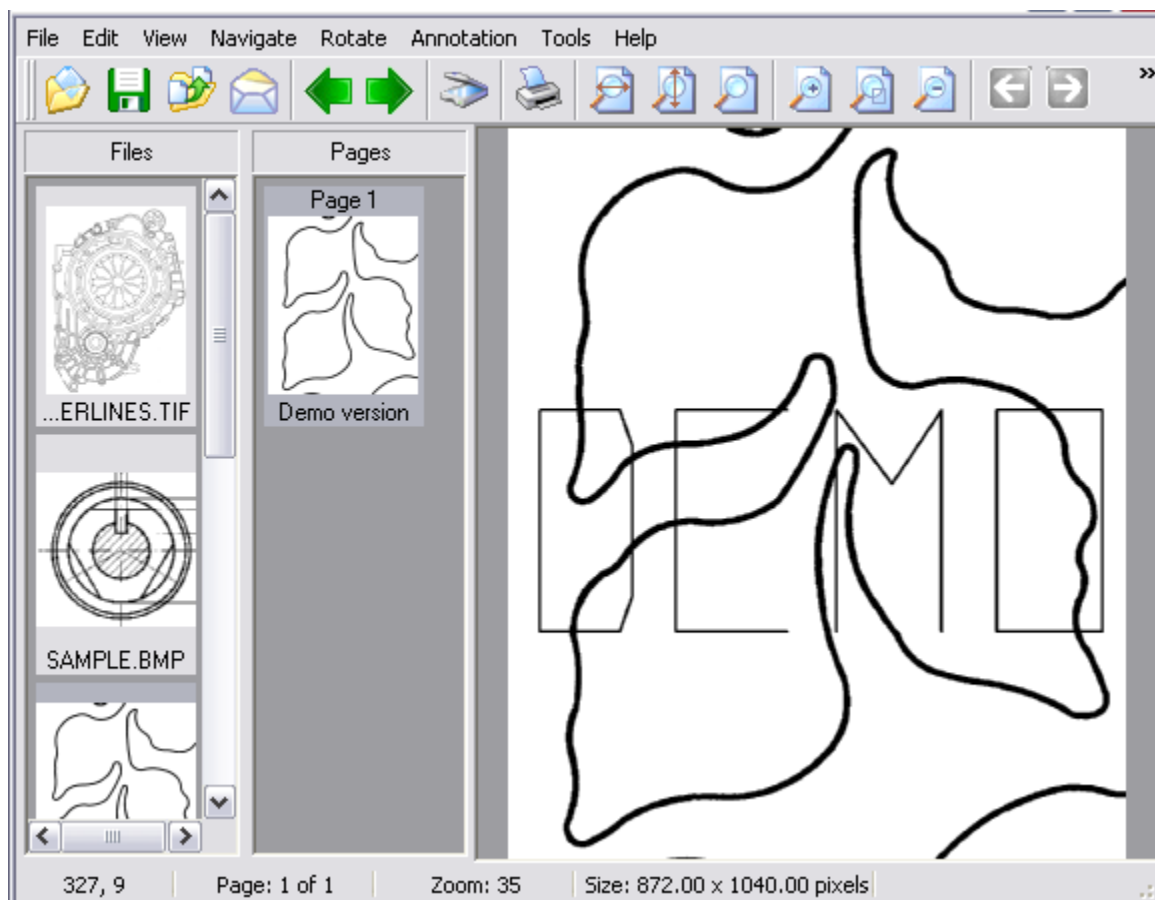 File Edit View Navigate Rotate Annotation Tools Help
»
Files
Pages
...ERLINES.TIF
SAMPLE.BMP
Page 1
Demo version
DEMO
327, 9 Page: 1 of 1 Zoom: 35 Size: 872.00 x 1040.00 pixels